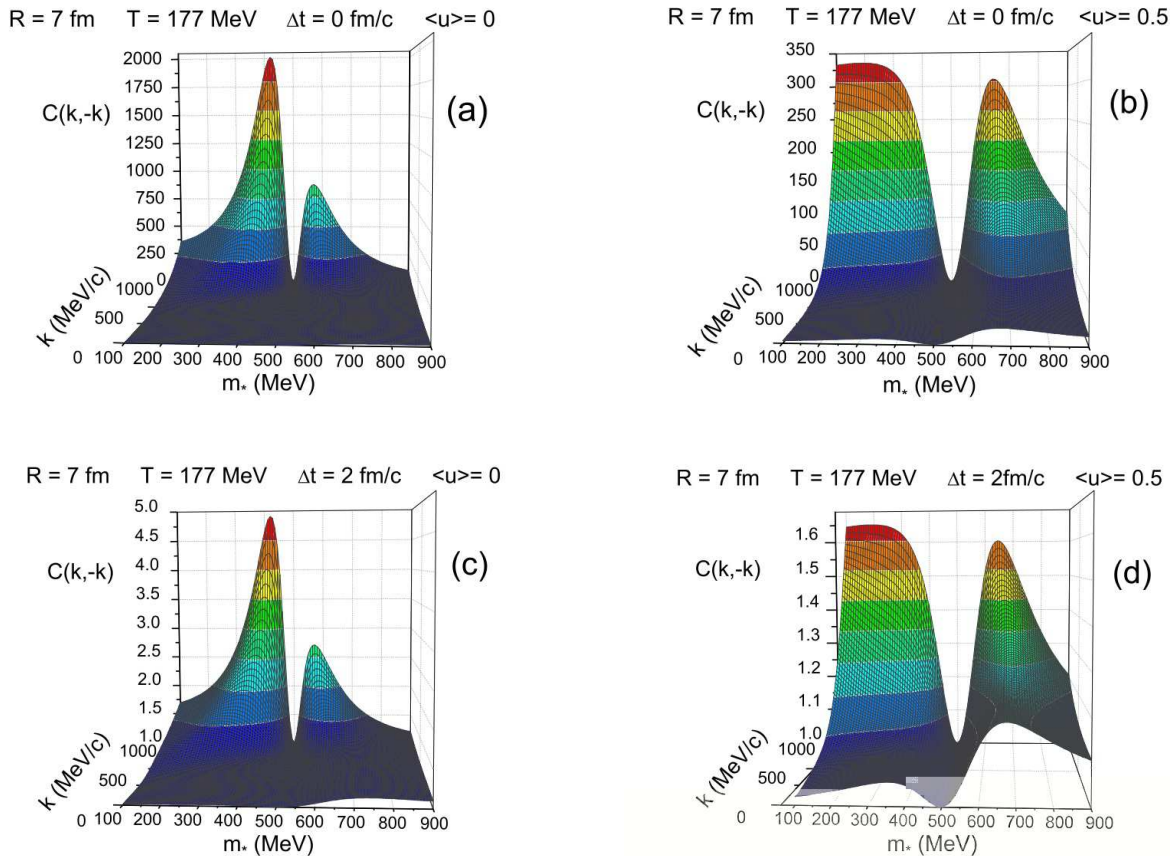 R = 7 fm T = 177 MeV Δt = 0 fm/c <u>= 0
2000
1750
C(k,-k)
(a)
1500
1250
1000
750
500
250
0
1000
500
0
k (MeV/c)
100 200 300 400 500 600 700 800 900
m* (MeV)
R = 7 fm T = 177 MeV Δt = 0 fm/c <u>= 0.5
350
300
C(k,-k)
(b)
250
200
150
100
50
0
1000
500
0
k (MeV/c)
100 200 300 400 500 600 700 800 900
m* (MeV)
R = 7 fm T = 177 MeV Δt = 2 fm/c <u>= 0
5.0
4.5
4.0
C(k,-k)
(c)
3.5
3.0
2.5
2.0
1.5
1.0
1000
500
0
k (MeV/c)
100 200 300 400 500 600 700 800 900
m* (MeV)
R = 7 fm T = 177 MeV Δt = 2fm/c <u>= 0.5
1.6
C(k,-k)
(d)
1.5
1.4
1.3
1.2
1.1
1.0
1000
500
0
k (MeV/c)
100 200 300 400 500 600 700 800 900
m* (MeV)